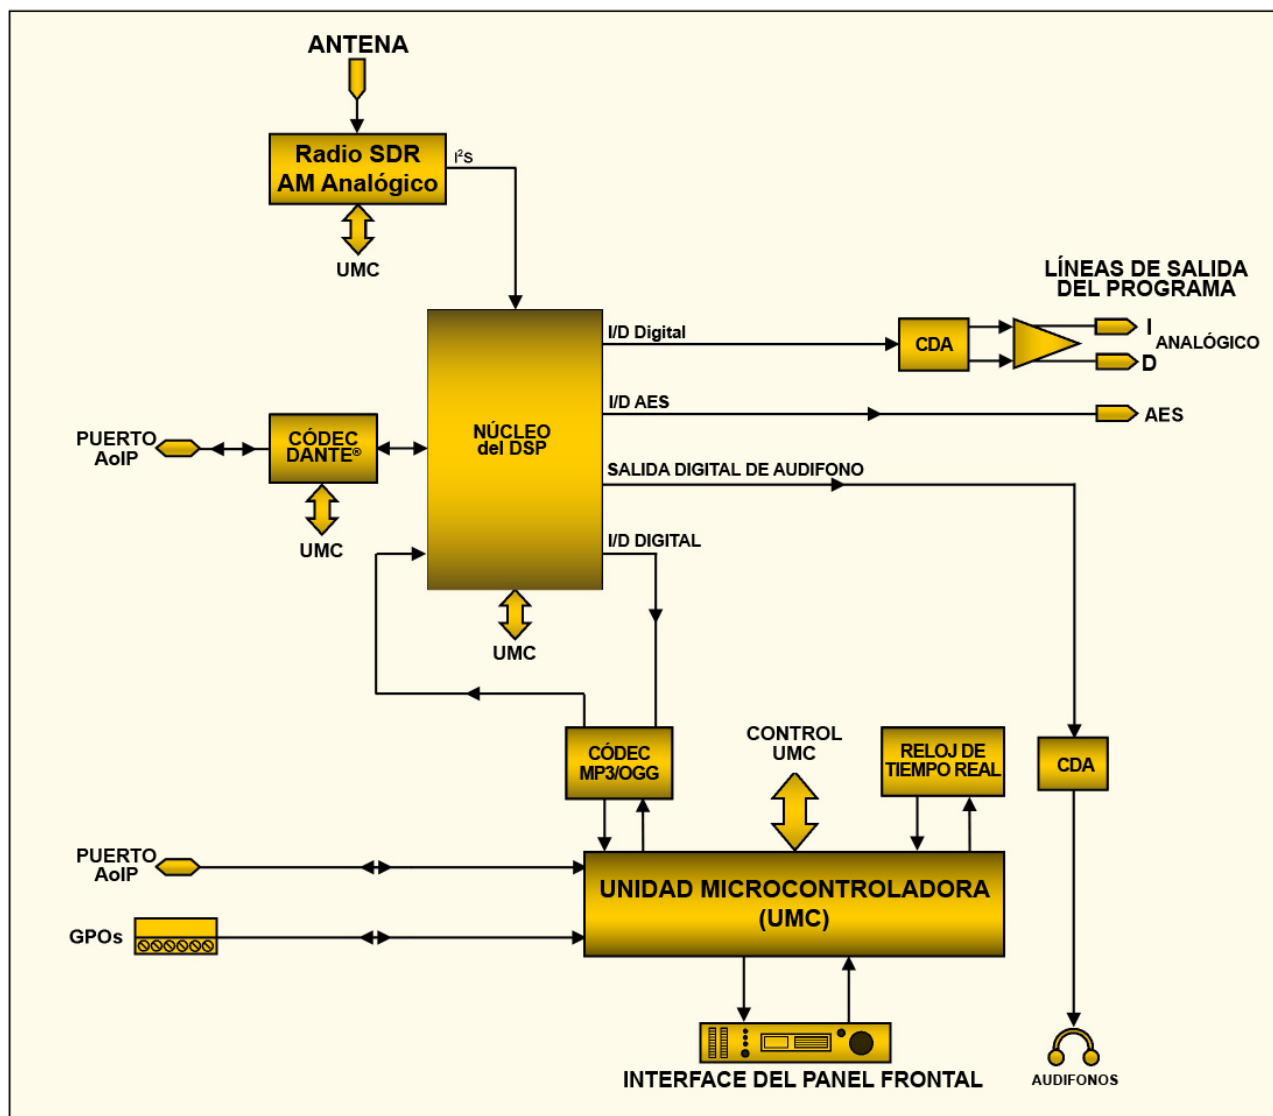 ANTENA
Radio SDR
AM Analógico
I²S
UMC
LÍNEAS DE SALIDA
DEL PROGRAMA
I/D Digital
CDA
I
ANALÓGICO
D
I/D AES
AES
PUERTO
AoIP
CÓDEC
DANTE®
NÚCLEO
del DSP
SALIDA DIGITAL DE AUDIFONO
UMC
I/D DIGITAL
UMC
CONTROL
UMC
CÓDEC
MP3/OGG
RELOJ DE
TIEMPO REAL
CDA
PUERTO
AoIP
UNIDAD MICROCONTROLADORA
(UMC)
GPOs
INTERFACE DEL PANEL FRONTAL
AUDIFONOS